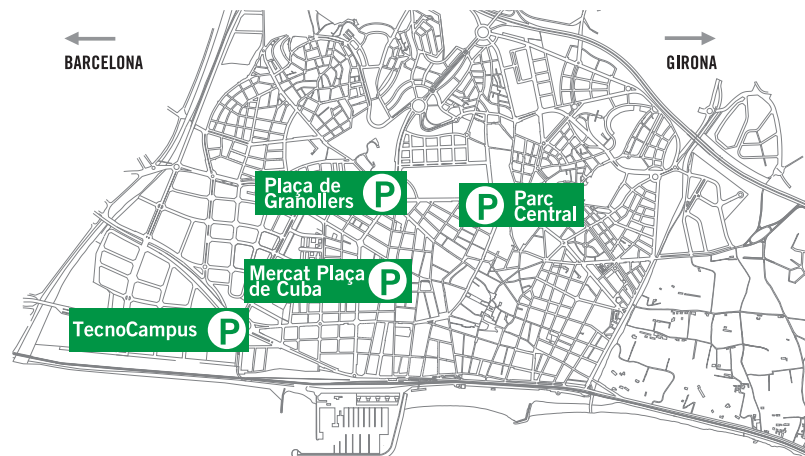 BARCELONA
GIRONA
Plaça de
Granollers P
P Parc
Central
Mercat Plaça
de Cuba P
TecnoCampus P